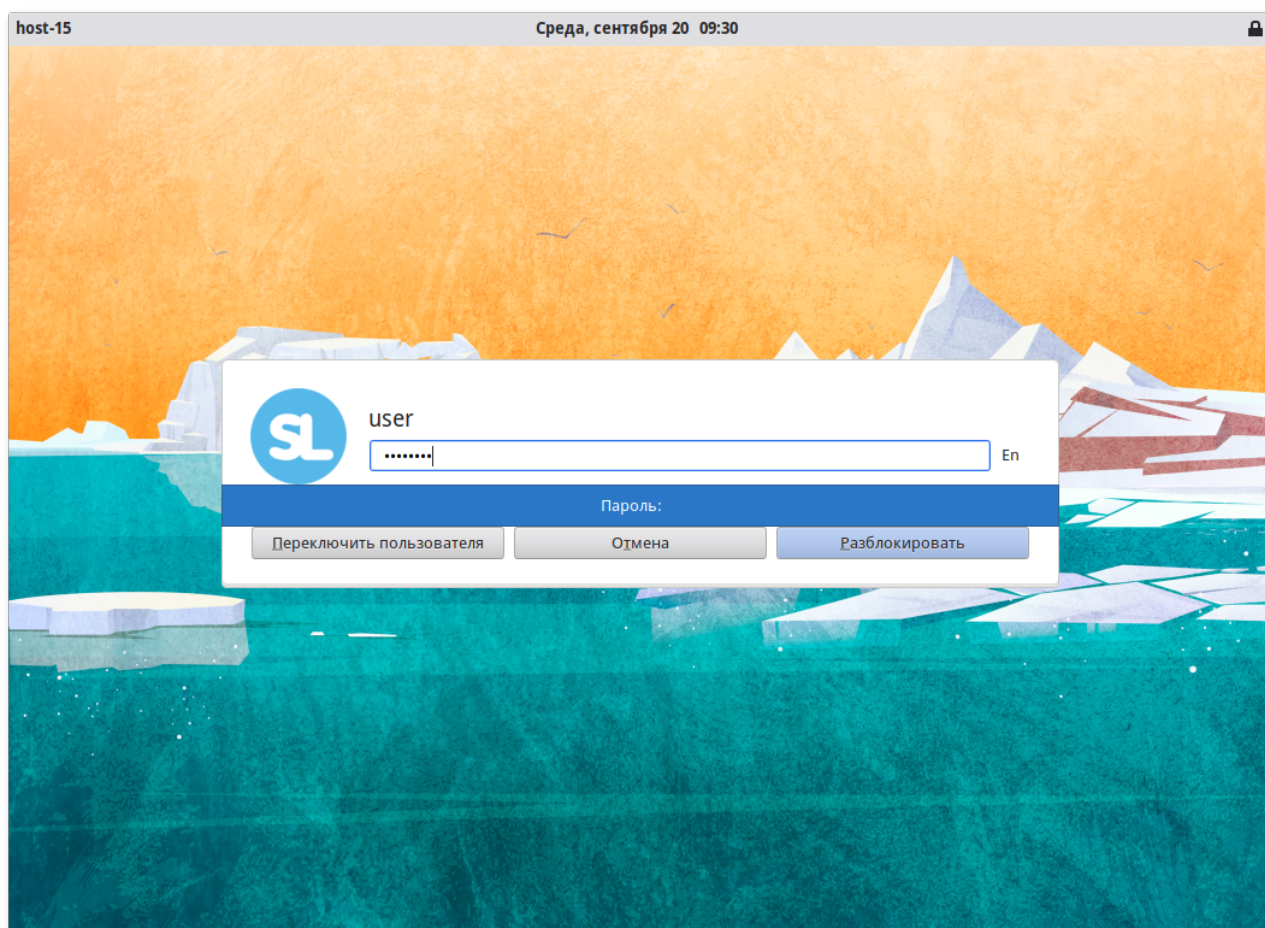 host-15 Среда, сентября 20 09:30
SL
user
••••••••
En
Пароль:
Переключить пользователя Отмена Разблокировать